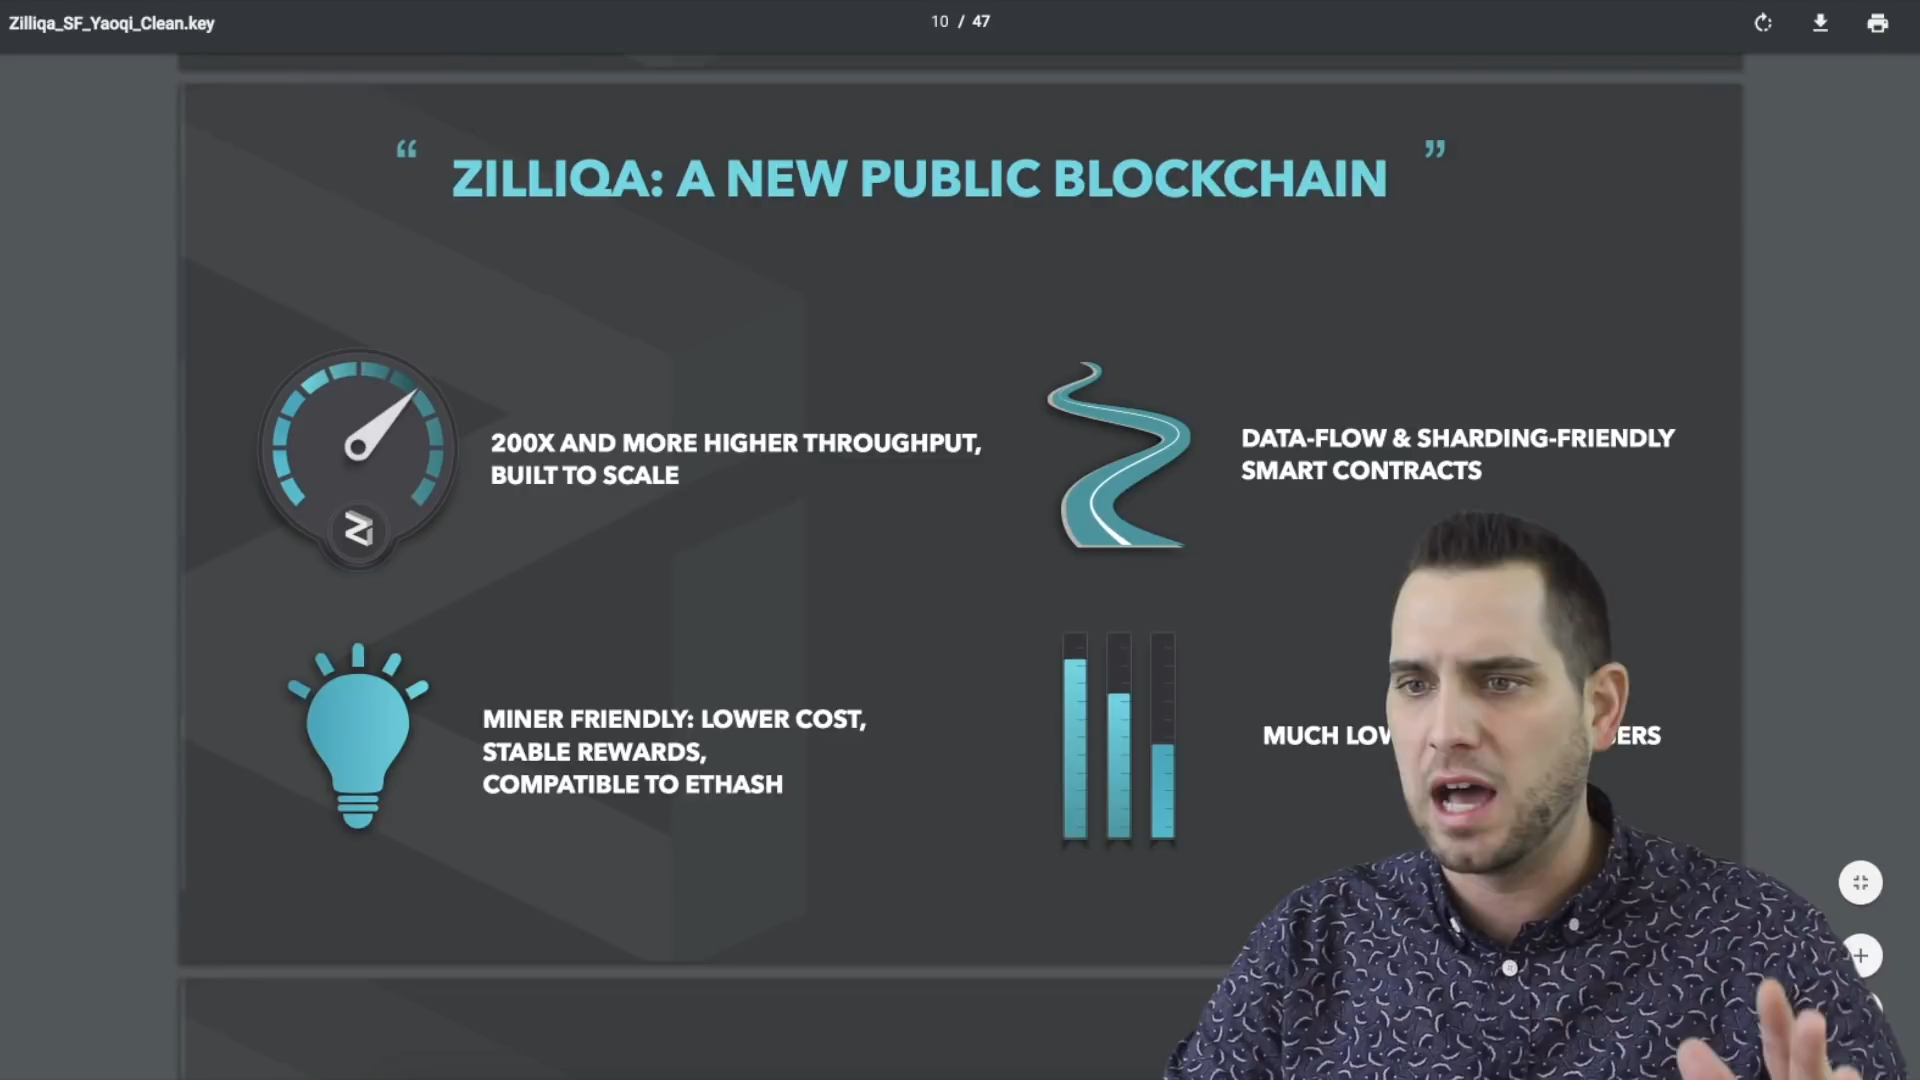 Zilliqa_SF_Yaoqi_Clean.key
10 / 47
“ ZILLIQA: A NEW PUBLIC BLOCKCHAIN ”
200X AND MORE HIGHER THROUGHPUT,
BUILT TO SCALE
DATA-FLOW & SHARDING-FRIENDLY
SMART CONTRACTS
MINER FRIENDLY: LOWER COST,
STABLE REWARDS,
COMPATIBLE TO ETHASH
MUCH